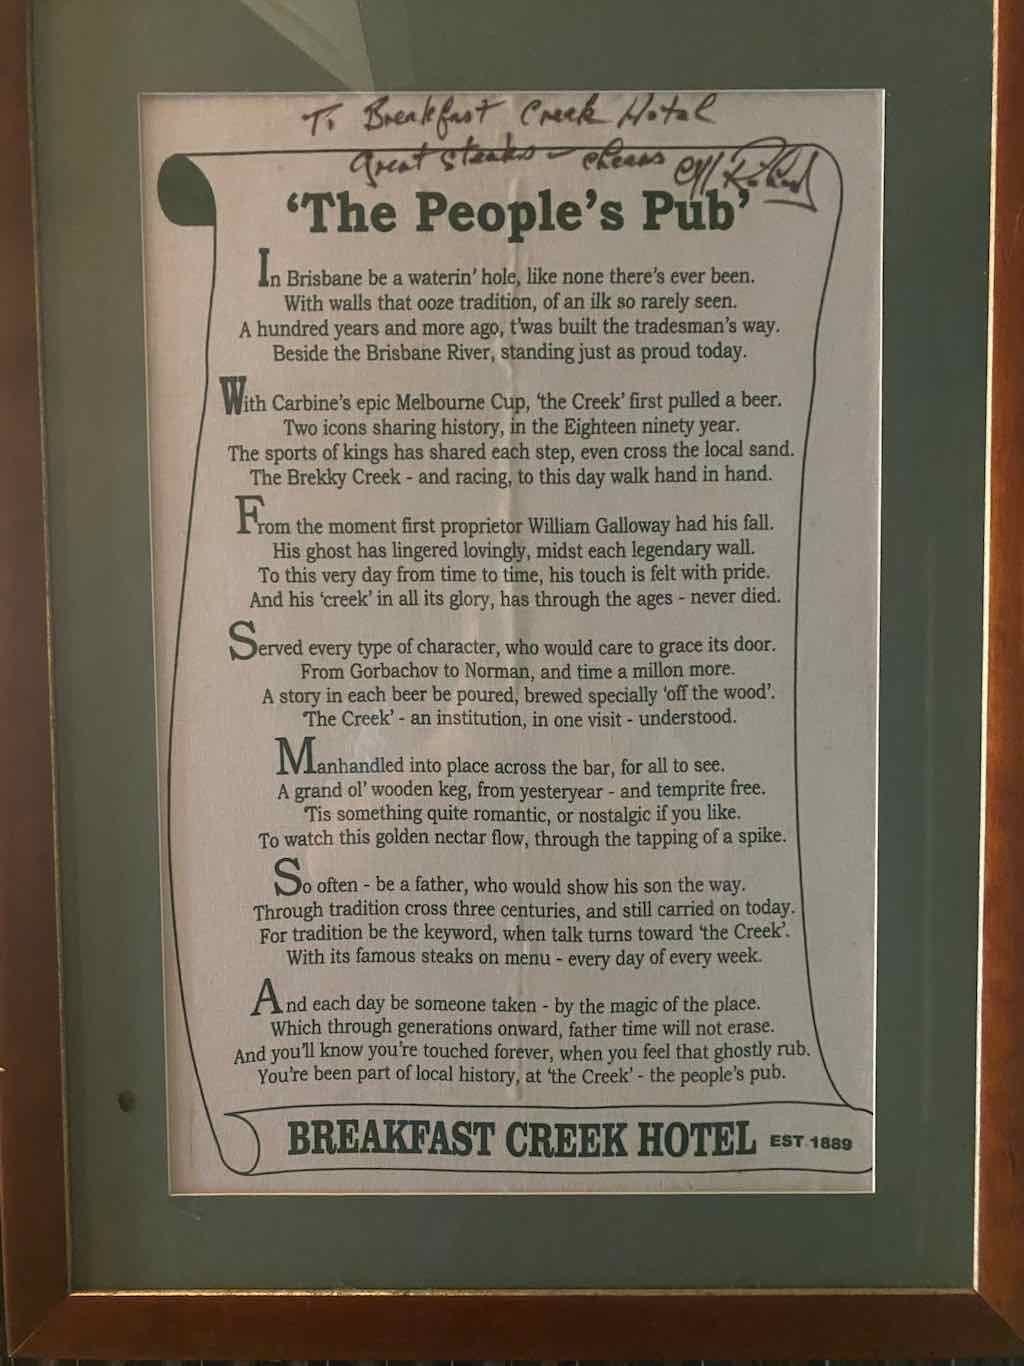 To Breakfast Creek Hotel
Great steaks - cheers
'The People's Pub'
In Brisbane be a waterin' hole, like none there's ever been.
With walls that ooze tradition, of an ilk so rarely seen.
A hundred years and more ago, t'was built the tradesman's way.
Beside the Brisbane River, standing just as proud today.
With Carbine's epic Melbourne Cup, 'the Creek' first pulled a beer.
Two icons sharing history, in the Eighteen ninety year.
The sports of kings has shared each step, even cross the local sand.
The Brekky Creek - and racing, to this day walk hand in hand.
From the moment first proprietor William Galloway had his fall.
His ghost has lingered lovingly, midst each legendary wall.
To this very day from time to time, his touch is felt with pride.
And his 'creek' in all its glory, has through the ages - never died.
Served every type of character, who would care to grace its door.
From Gorbachov to Norman, and time a millon more.
A story in each beer be poured, brewed specially 'off the wood'.
'The Creek' - an institution, in one visit - understood.
Manhandled into place across the bar, for all to see.
A grand ol' wooden keg, from yesteryear - and temprite free.
'Tis something quite romantic, or nostalgic if you like.
To watch this golden nectar flow, through the tapping of a spike.
So often - be a father, who would show his son the way.
Through tradition cross three centuries, and still carried on today.
For tradition be the keyword, when talk turns toward 'the Creek'.
With its famous steaks on menu - every day of every week.
And each day be someone taken - by the magic of the place.
Which through generations onward, father time will not erase.
And you'll know you're touched forever, when you feel that ghostly rub.
You're been part of local history, at 'the Creek' - the people's pub.
BREAKFAST CREEK HOTEL EST 1889